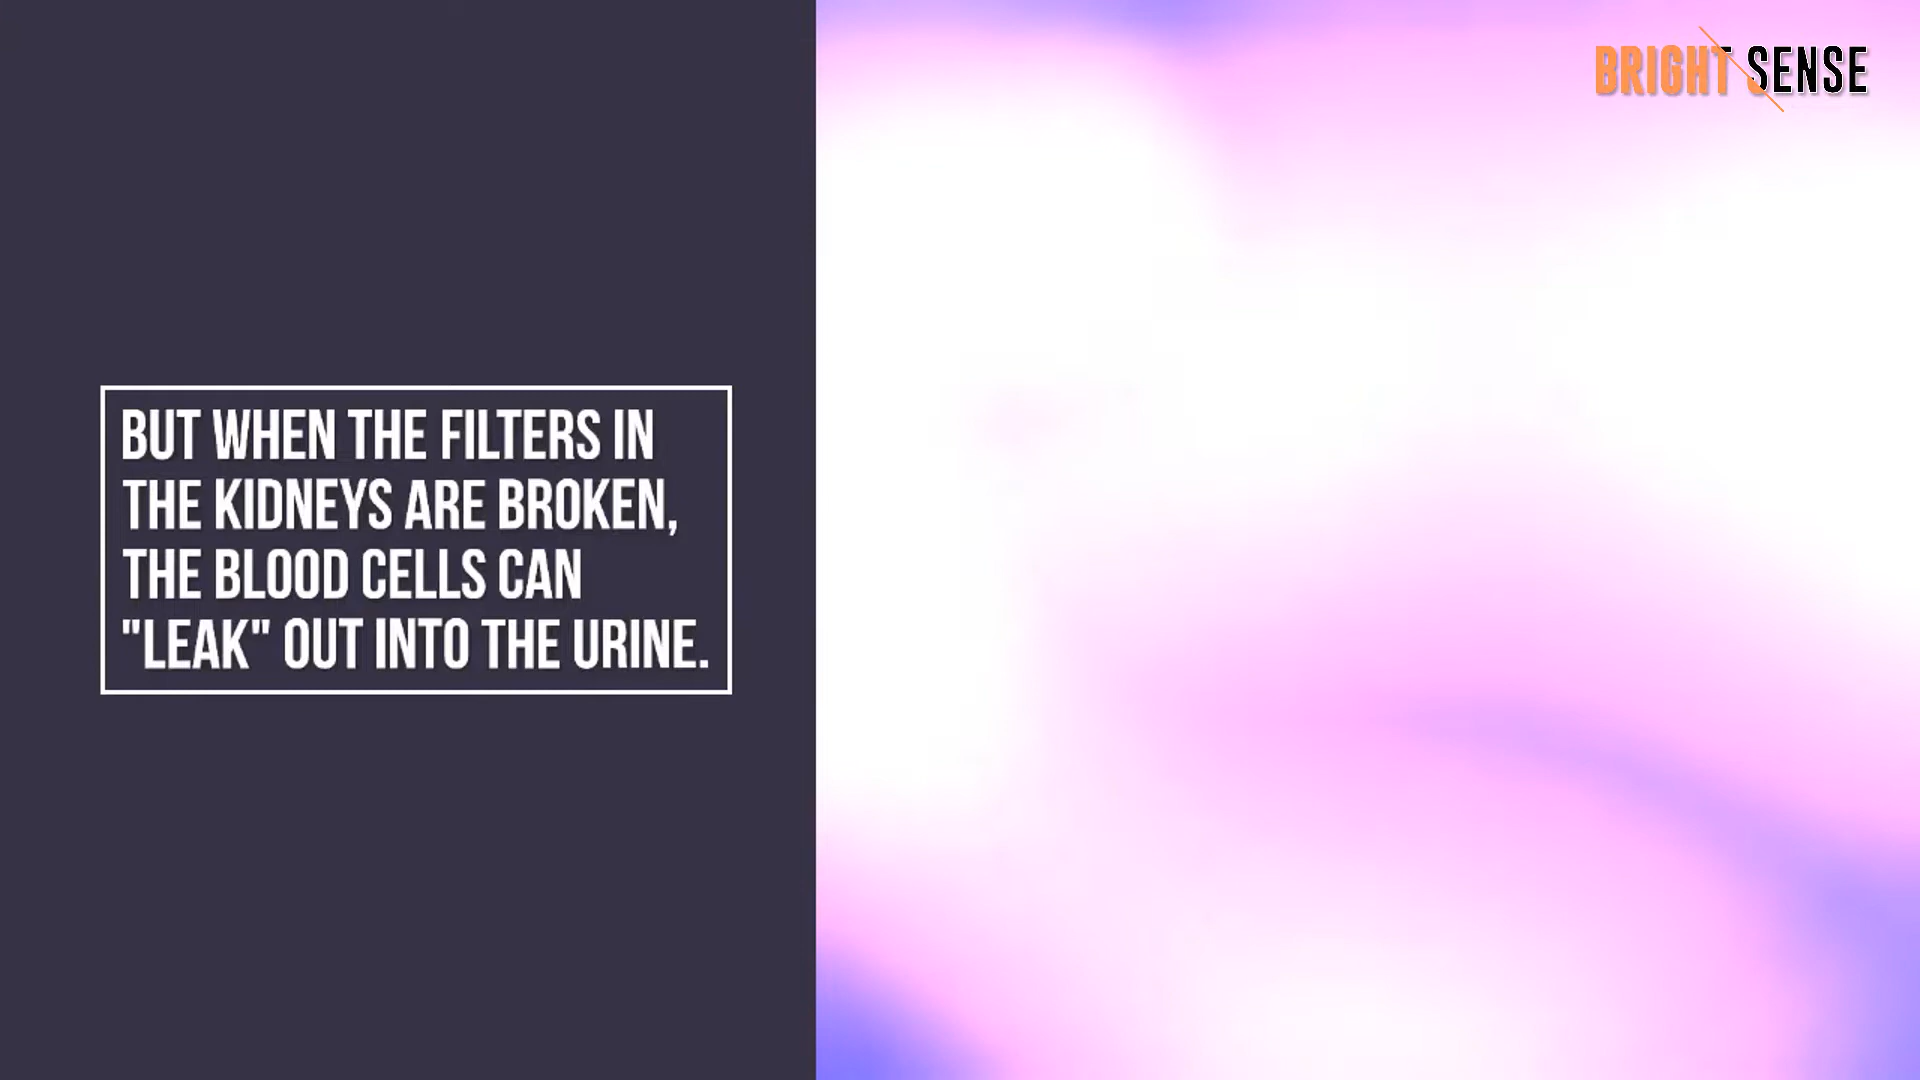 BRIGHT SENSE
BUT WHEN THE FILTERS IN
THE KIDNEYS ARE BROKEN,
THE BLOOD CELLS CAN
"LEAK" OUT INTO THE URINE.